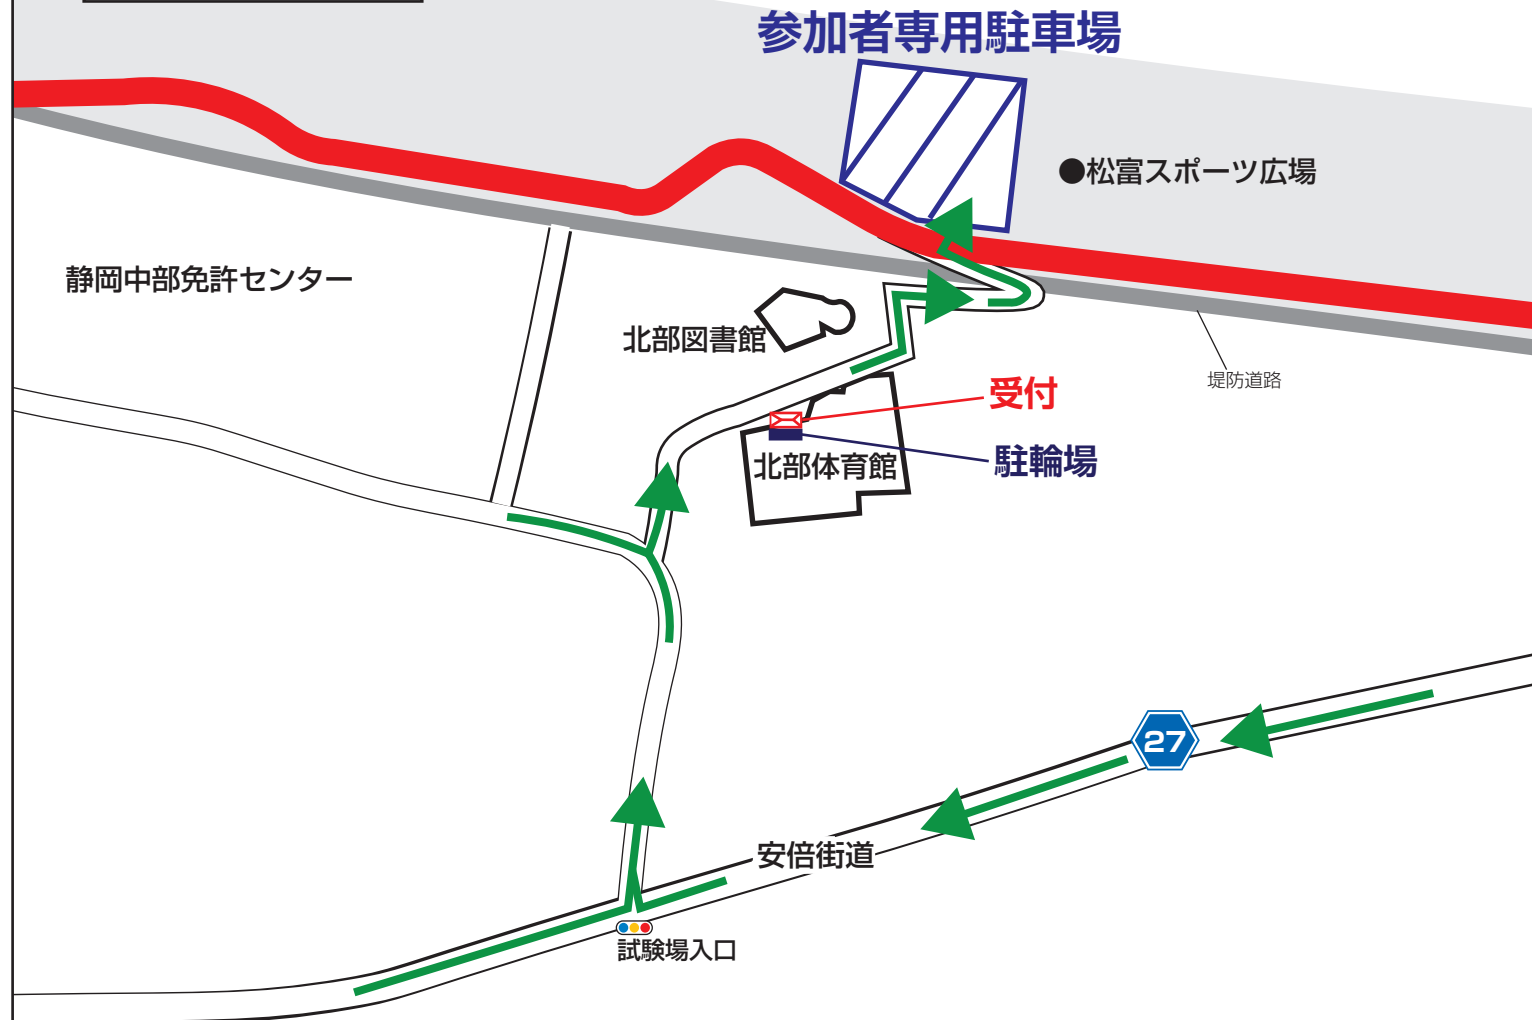 参加者専用駐車場
●松富スポーツ広場
静岡中部免許センター
北部図書館
堤防道路
受付
駐輪場
北部体育館
27
安倍街道
試験場入口